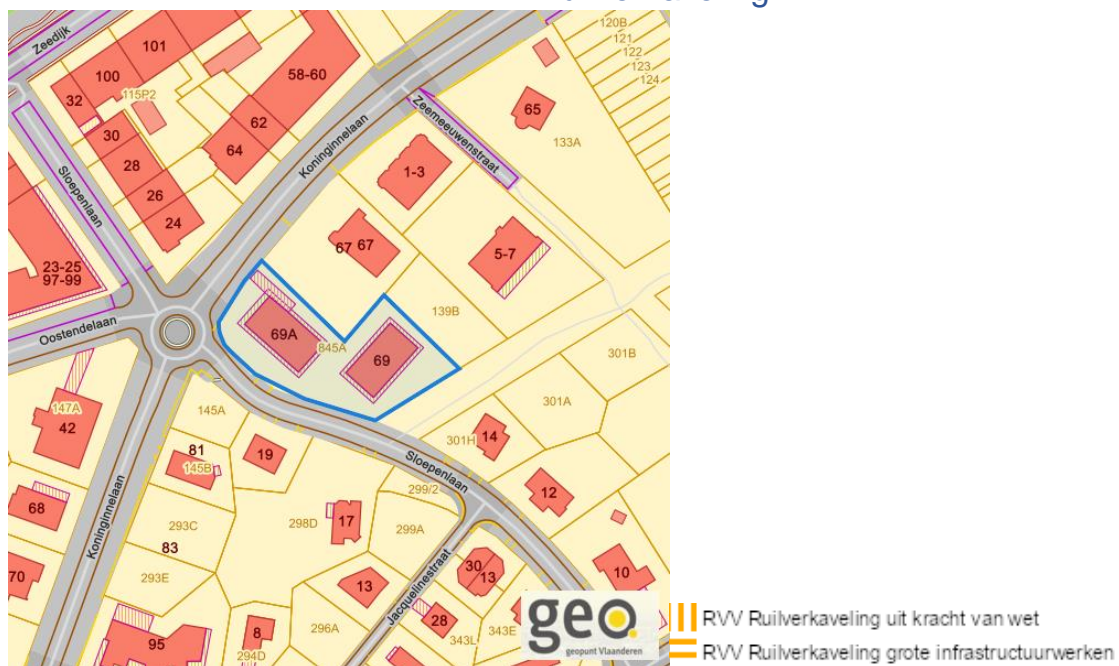 Zeedijk
101
100
115P2
32
58-60
62
64
30
28
26
24
Sloepenlaan
Koninginnelaan
120B
121
122
123
124
65
133A
Zeemeeuwenstraat
1-3
67 67
5-7
23-25
97-99
Oostendelaan
69A
845A
69
139B
301B
301A
147A
42
145A
81
145B
19
301H
14
Sloepenlaan
12
299/2
68
Koninginnelaan
293C
83
298D
17
299A
70
293E
13
Jacquelinestraat
30
13
10
95
8
294D
296A
28
343L
343E
geo
geopunt Vlaanderen
RVV Ruilverkaveling uit kracht van wet
RVV Ruilverkaveling grote infrastructuurwerken